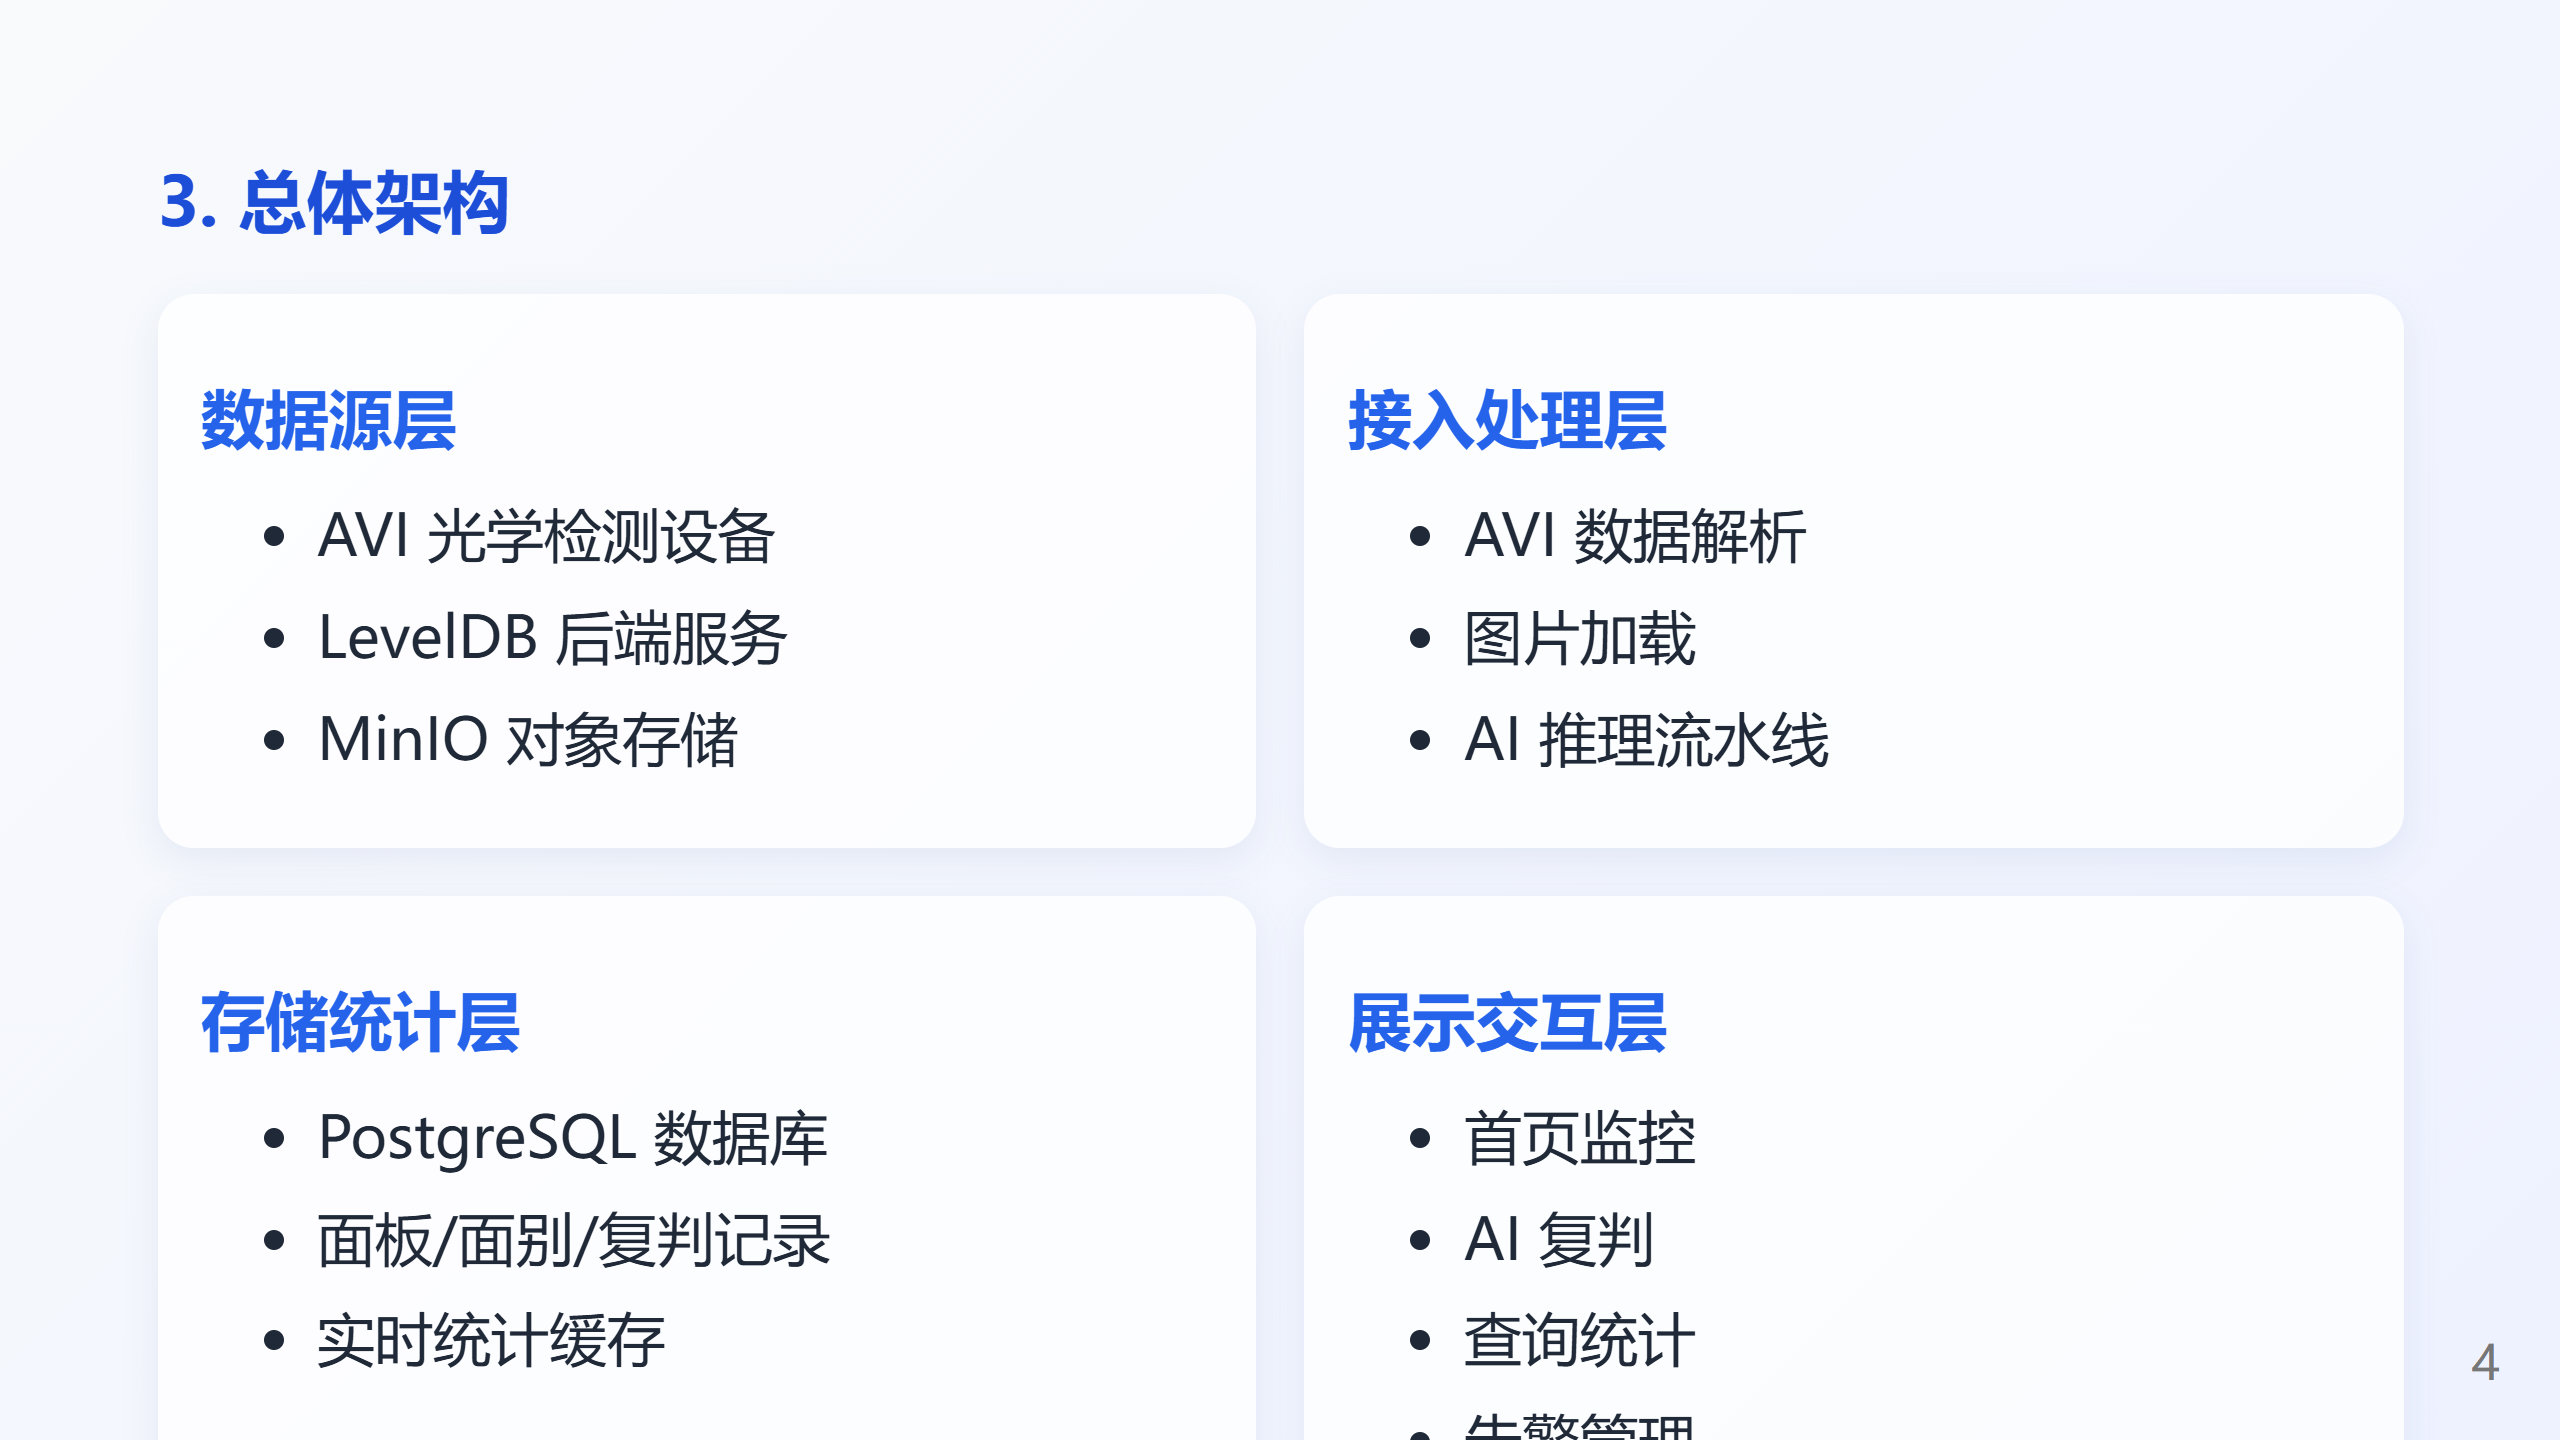 3. 总体架构
数据源层
• AVI 光学检测设备
• LevelDB 后端服务
• MinIO 对象存储
接入处理层
• AVI 数据解析
• 图片加载
• AI 推理流水线
存储统计层
• PostgreSQL 数据库
• 面板/面别/复判记录
• 实时统计缓存
展示交互层
• 首页监控
• AI 复判
• 查询统计
• 告警管理
4